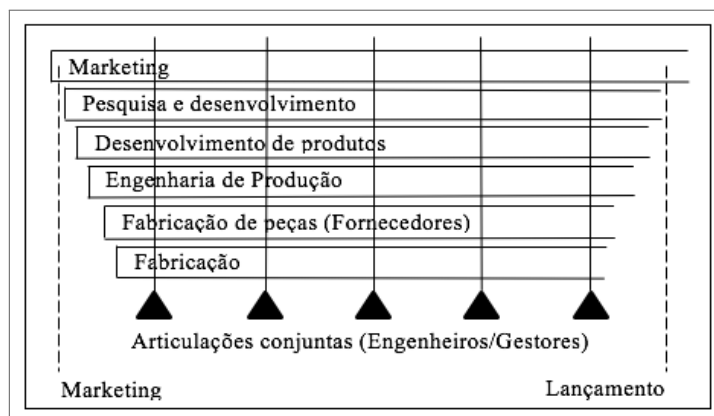 Marketing
Pesquisa e desenvolvimento
Desenvolvimento de produtos
Engenharia de Produção
Fabricação de peças (Fornecedores)
Fabricação
Articulações conjuntas (Engenheiros/Gestores)
Marketing
Lançamento